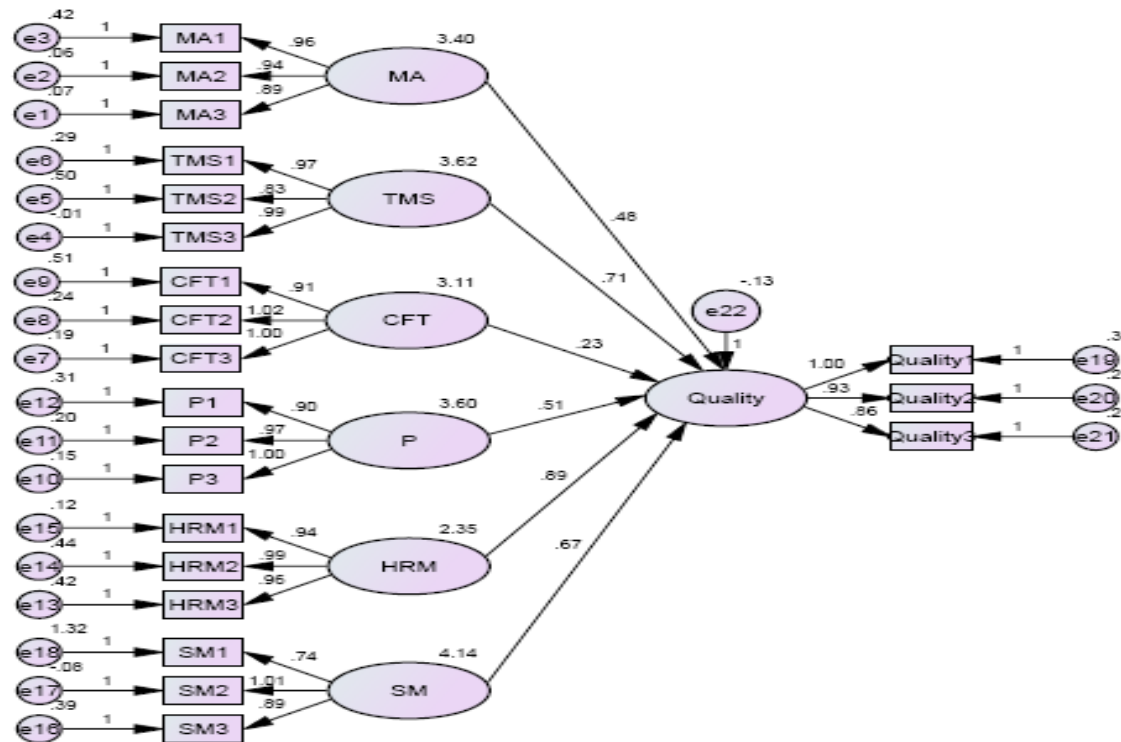 .42
e3 1 MA1 .96 3.40
.06
e2 1 MA2 .94 MA
.07
e1 1 MA3 .89
.29
e6 1 TMS1 .97 3.62
.50
e5 1 TMS2 .83 TMS
-.01
e4 1 TMS3 .99
.48
.51
e9 1 CFT1 .91 3.11 .71 -.13
.24
e8 1 CFT2 1.02 CFT e22
.19
e7 1 CFT3 1.00 .23 1
1.00 Quality1 1 e19
.31
e12 1 P1 .90 3.60 .51 Quality .93 Quality2 1 e20
.20
e11 1 P2 .97 P .86 Quality3 1 e21
.15
e10 1 P3 1.00
.89
.12
e15 1 HRM1 .94 2.35
.67
.44
e14 1 HRM2 .99 HRM
.42
e13 1 HRM3 .96
1.32
e18 1 SM1 .74 4.14
-.08
e17 1 SM2 1.01 SM
.39
e16 1 SM3 .89